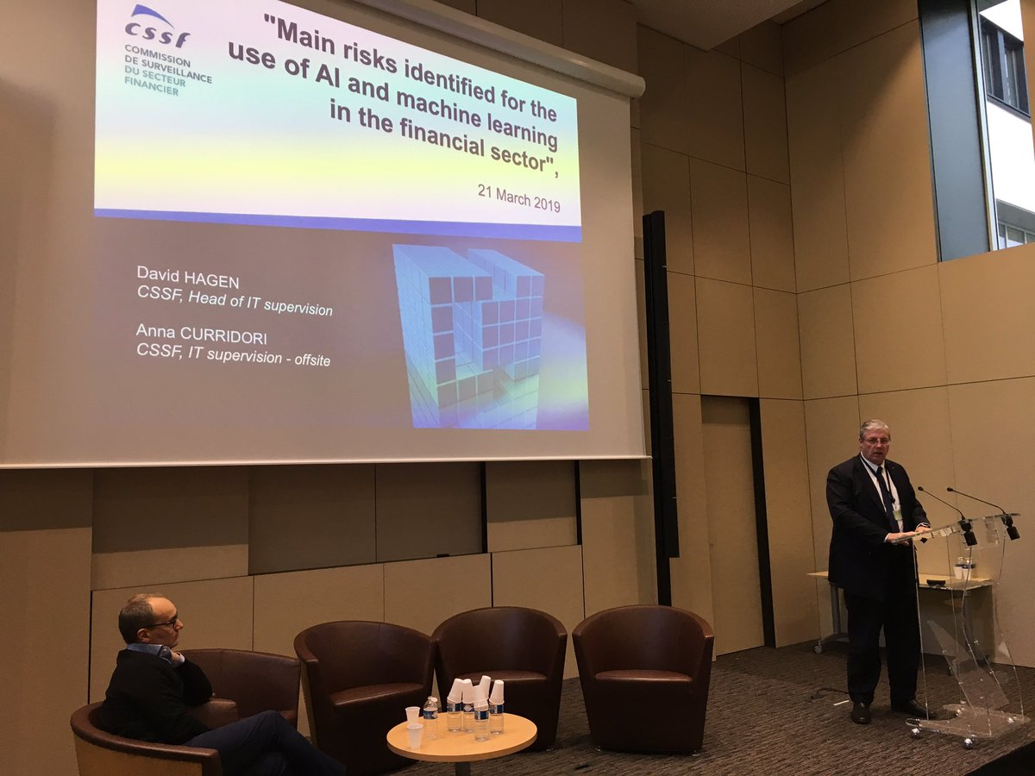 cssf
COMMISSION
DE SURVEILLANCE
DU SECTEUR
FINANCIER
"Main risks identified for the
use of AI and machine learning
in the financial sector",
21 March 2019
David HAGEN
CSSF, Head of IT supervision
Anna CURRIDORI
CSSF, IT supervision - offsite